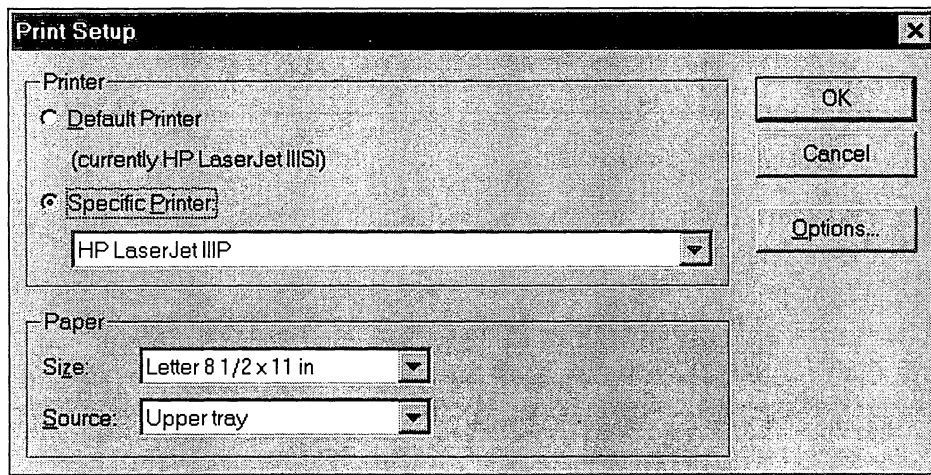 Print Setup
Printer
Default Printer
(currently HP LaserJet IIISi)
Specific Printer:
HP LaserJet IIIP
Paper
Size: Letter 8 1/2 x 11 in
Source: Upper tray
OK
Cancel
Options...